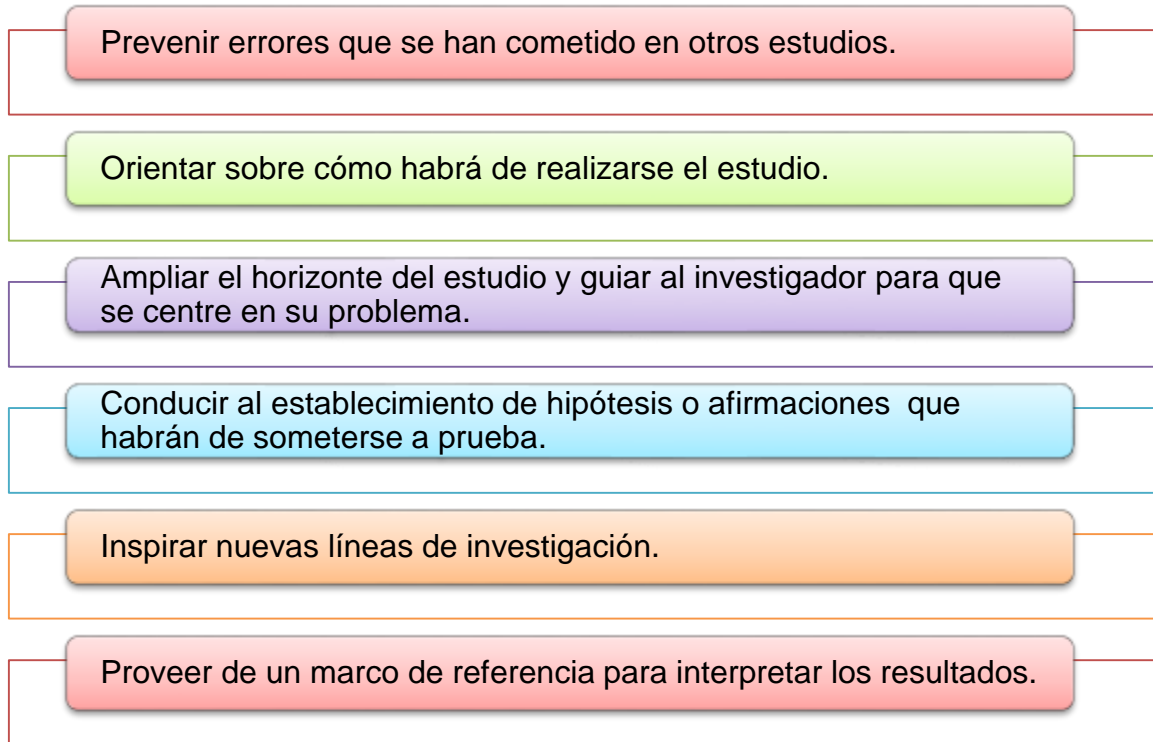 Prevenir errores que se han cometido en otros estudios.
Orientar sobre cómo habrá de realizarse el estudio.
Ampliar el horizonte del estudio y guiar al investigador para que
se centre en su problema.
Conducir al establecimiento de hipótesis o afirmaciones  que
habrán de someterse a prueba.
Inspirar nuevas líneas de investigación.
Proveer de un marco de referencia para interpretar los resultados.